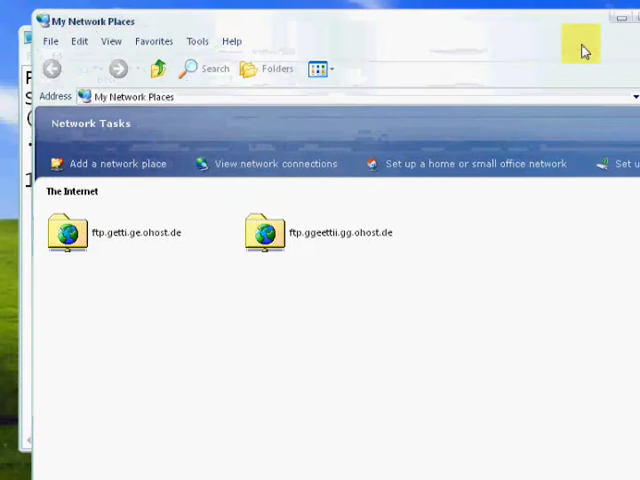 My Network Places
File Edit View Favorites Tools Help
Search Folders
Address My Network Places
Network Tasks
Add a network place View network connections Set up a home or small office network Set u
The Internet
ftp.getti.ge.ohost.de ftp.ggeettii.gg.ohost.de